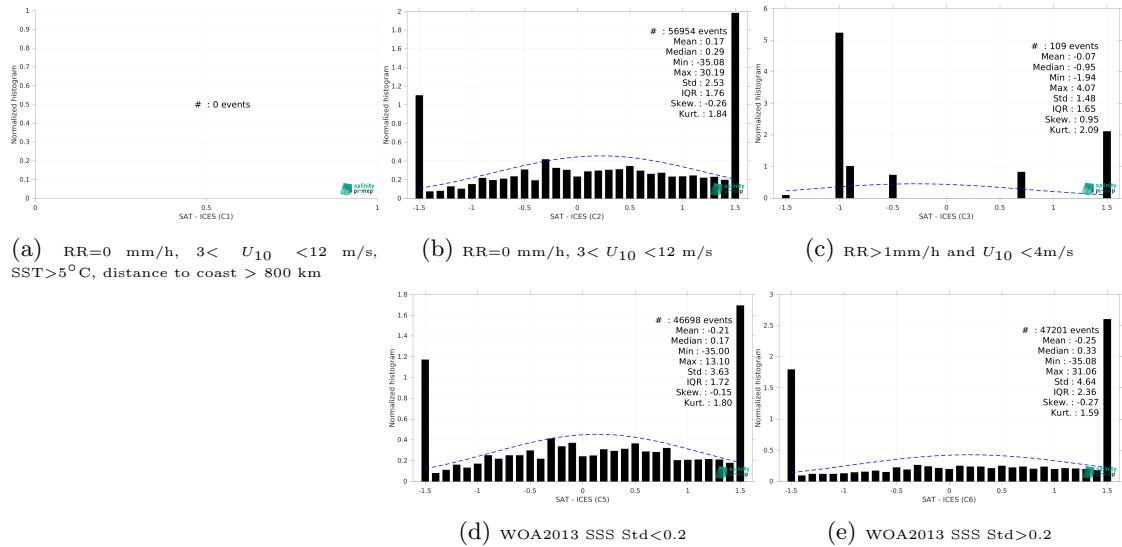 1
0.9
0.8
0.7
0.6
0.5
0.4
0.3
0.2
0.1
0
Normalized histogram
# : 0 events
salinity
pi-mep
0
0.5
1
SAT - ICES (C1)
(a) RR=0 mm/h, 3< U10 <12 m/s,
SST>5°C, distance to coast > 800 km
2
1.8
1.6
1.4
1.2
1
0.8
0.6
0.4
0.2
0
Normalized histogram
# : 56954 events
Mean : 0.17
Median : 0.29
Min : -35.08
Max : 30.19
Std : 2.53
IQR : 1.76
Skew. : -0.26
Kurt. : 1.84
salinity
pi-mep
-1.5
-1
-0.5
0
0.5
1
1.5
SAT - ICES (C2)
(b) RR=0 mm/h, 3< U10 <12 m/s
6
5
4
3
2
1
0
Normalized histogram
# : 109 events
Mean : -0.07
Median : -0.95
Min : -1.94
Max : 4.07
Std : 1.48
IQR : 1.65
Skew. : 0.95
Kurt. : 2.09
salinity
pi-mep
-1.5
-1
-0.5
0
0.5
1
1.5
SAT - ICES (C3)
(c) RR>1mm/h and U10 <4m/s
1.8
1.6
1.4
1.2
1
0.8
0.6
0.4
0.2
0
Normalized histogram
# : 46698 events
Mean : -0.21
Median : 0.17
Min : -35.00
Max : 13.10
Std : 3.63
IQR : 1.72
Skew. : -0.15
Kurt. : 1.80
salinity
pi-mep
-1.5
-1
-0.5
0
0.5
1
1.5
SAT - ICES (C5)
(d) WOA2013 SSS Std<0.2
3
2.5
2
1.5
1
0.5
0
Normalized histogram
# : 47201 events
Mean : -0.25
Median : 0.33
Min : -35.08
Max : 31.06
Std : 4.64
IQR : 2.36
Skew. : -0.27
Kurt. : 1.59
salinity
pi-mep
-1.5
-1
-0.5
0
0.5
1
1.5
SAT - ICES (C6)
(e) WOA2013 SSS Std>0.2